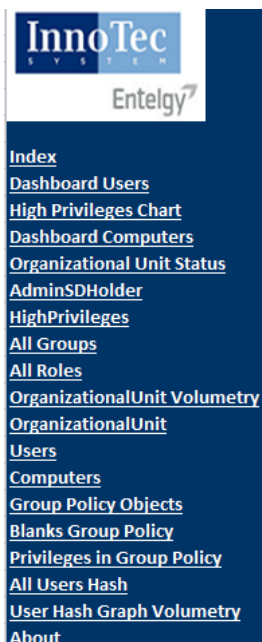 InnoTec
SYSTEM
Entelgy
Index
Dashboard Users
High Privileges Chart
Dashboard Computers
Organizational Unit Status
AdminSDHolder
HighPrivileges
All Groups
All Roles
OrganizationalUnit Volumetry
OrganizationalUnit
Users
Computers
Group Policy Objects
Blanks Group Policy
Privileges in Group Policy
All Users Hash
User Hash Graph Volumetry
About